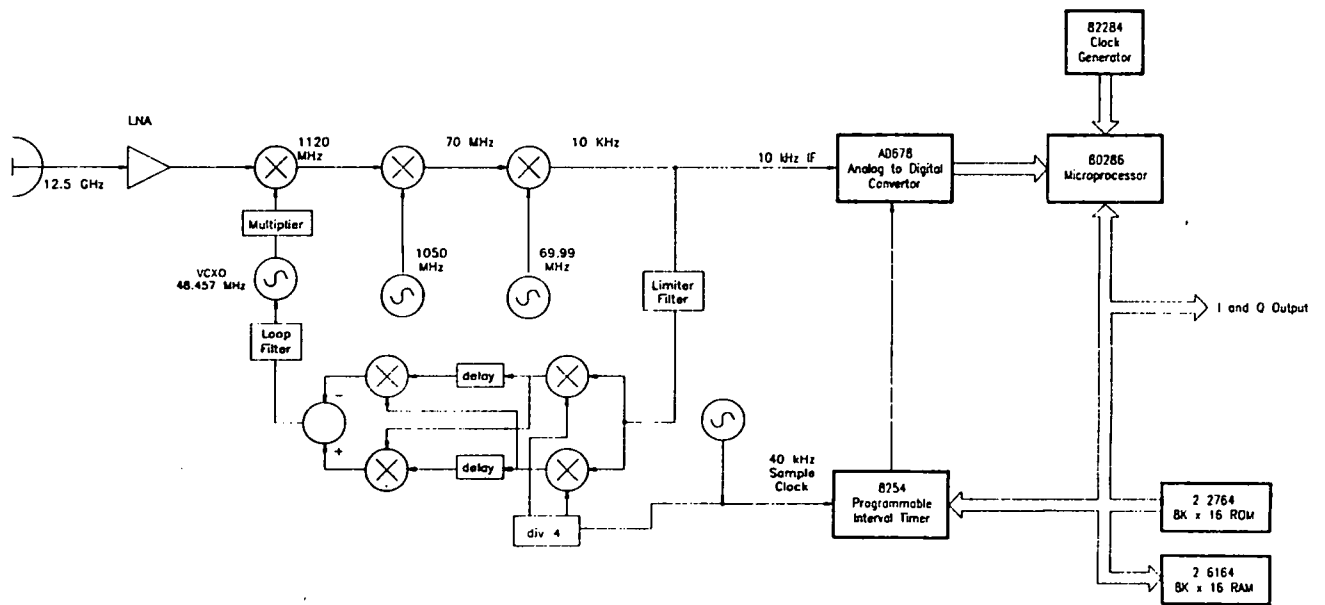 82284
Clock
Generator
LNA
1120
MHz
70 MHz
10 KHz
10 kHz IF
AD678
Analog to Digital
Convertor
80286
Microprocessor
12.5 GHz
Multiplier
VCXO
48.457 MHz
1050
MHz
69.99
MHz
Limiter
Filter
I and Q Output
Loop
Filter
delay
-
+
delay
40 kHz
Sample
Clock
8254
Programmable
Interval Timer
2 2764
8K x 16 ROM
div 4
2 6164
8K x 16 RAM